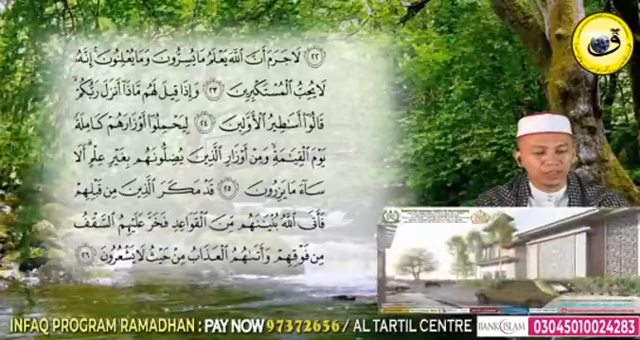 ﴿٢٢﴾ لَا جَرَمَ أَنَّ ٱللَّهَ يَعْلَمُ مَا يُسِرُّونَ وَمَا يُعْلِنُونَ ۚ إِنَّهُۥ
لَا يُحِبُّ ٱلْمُسْتَكْبِرِينَ ﴿٢٣﴾ وَإِذَا قِيلَ لَهُم مَّاذَآ أَنزَلَ رَبُّكُمْ ۙ
قَالُوٓا۟ أَسَٰطِيرُ ٱلْأَوَّلِينَ ﴿٢٤﴾ لِيَحْمِلُوٓا۟ أَوْزَارَهُمْ كَامِلَةً
يَوْمَ ٱلْقِيَٰمَةِ ۙ وَمِنْ أَوْزَارِ ٱلَّذِينَ يُضِلُّونَهُم بِغَيْرِ عِلْمٍ ۗ أَلَا
سَآءَ مَا يَزِرُونَ ﴿٢٥﴾ قَدْ مَكَرَ ٱلَّذِينَ مِن قَبْلِهِمْ
فَأَتَى ٱللَّهُ بُنْيَٰنَهُم مِّنَ ٱلْقَوَاعِدِ فَخَرَّ عَلَيْهِمُ ٱلسَّقْفُ
مِن فَوْقِهِمْ وَأَتَىٰهُمُ ٱلْعَذَابُ مِنْ حَيْثُ لَا يَشْعُرُونَ ﴿٢٦﴾
INFAQ PROGRAM RAMADHAN : PAY NOW 97372656 / AL TARTIL CENTRE BANK ISLAM 03045010024283